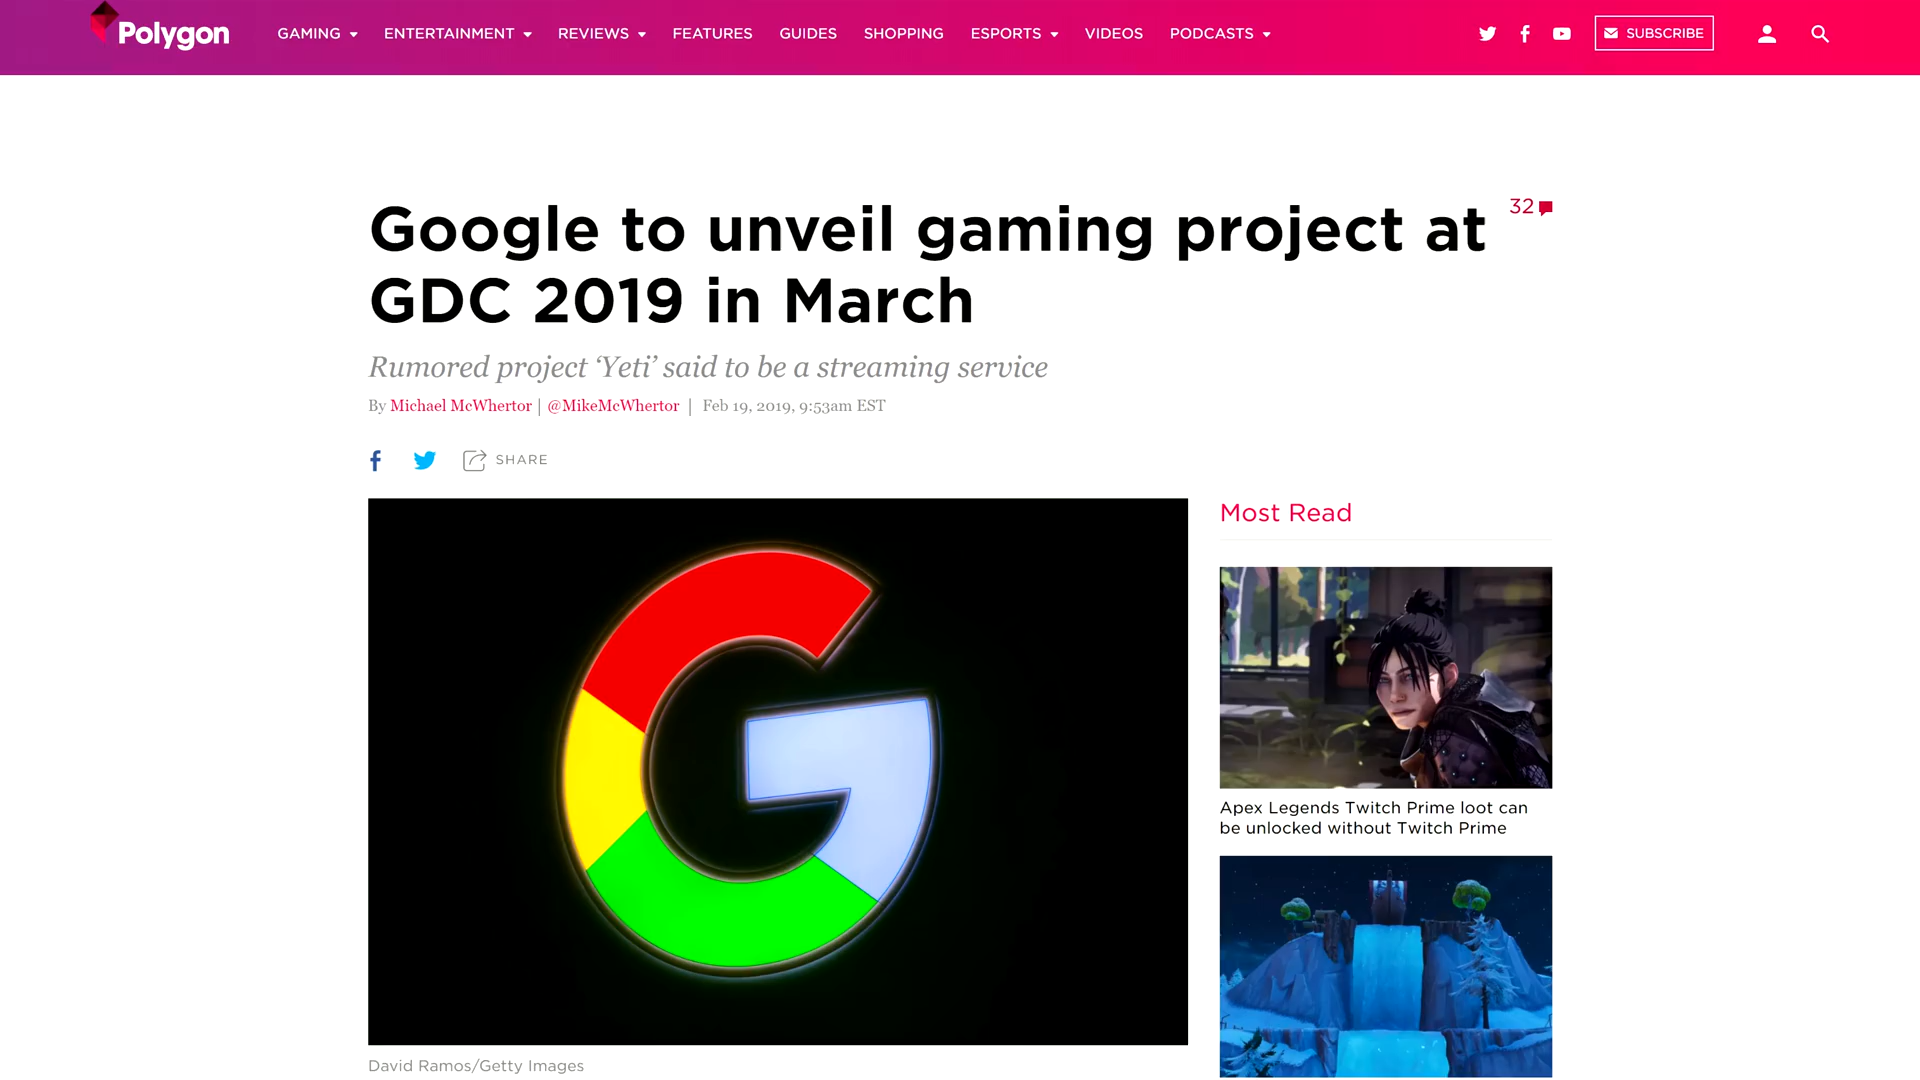 Polygon
GAMING
ENTERTAINMENT
REVIEWS
FEATURES
GUIDES
SHOPPING
ESPORTS
VIDEOS
PODCASTS
SUBSCRIBE
Google to unveil gaming project at
GDC 2019 in March
32
Rumored project ‘Yeti’ said to be a streaming service
By Michael McWhertor | @MikeMcWhertor | Feb 19, 2019, 9:53am EST
SHARE
Most Read
Apex Legends Twitch Prime loot can
be unlocked without Twitch Prime
David Ramos/Getty Images